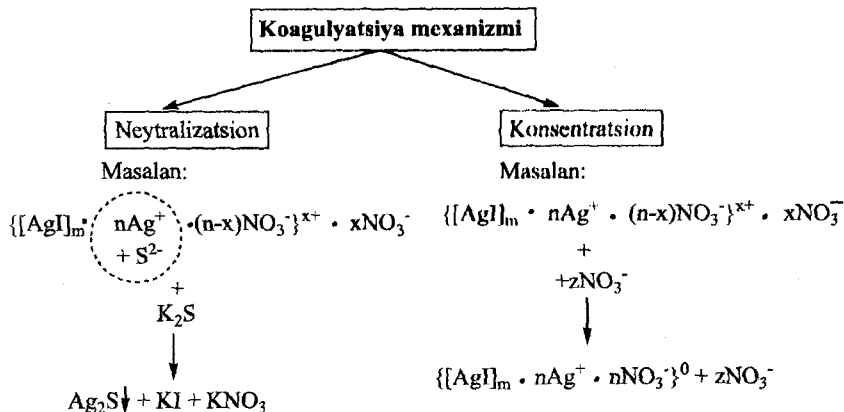 Koagulyatsiya mexanizmi
Neytralizatsion
Masalan:
{[AgI]ₘ • nAg⁺ •(n-x)NO₃⁻}ˣ⁺ • xNO₃⁻
+ S²⁻
+
K₂S
Ag₂S↓ + KI + KNO₃
Konsentratsion
Masalan:
{[AgI]ₘ • nAg⁺ • (n-x)NO₃⁻}ˣ⁺ • xNO₃⁻
+
+zNO₃⁻
{[AgI]ₘ • nAg⁺ • nNO₃⁻}⁰ + zNO₃⁻